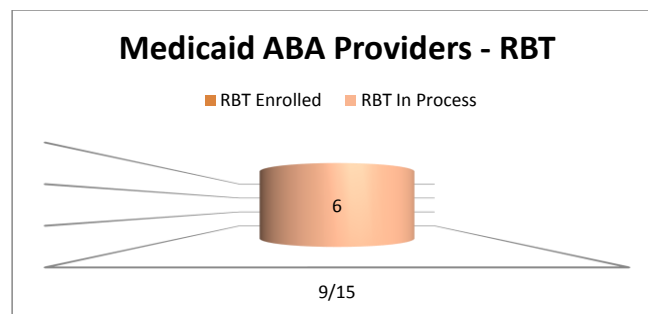 Medicaid ABA Providers - RBT
RBT Enrolled RBT In Process
6
9/15